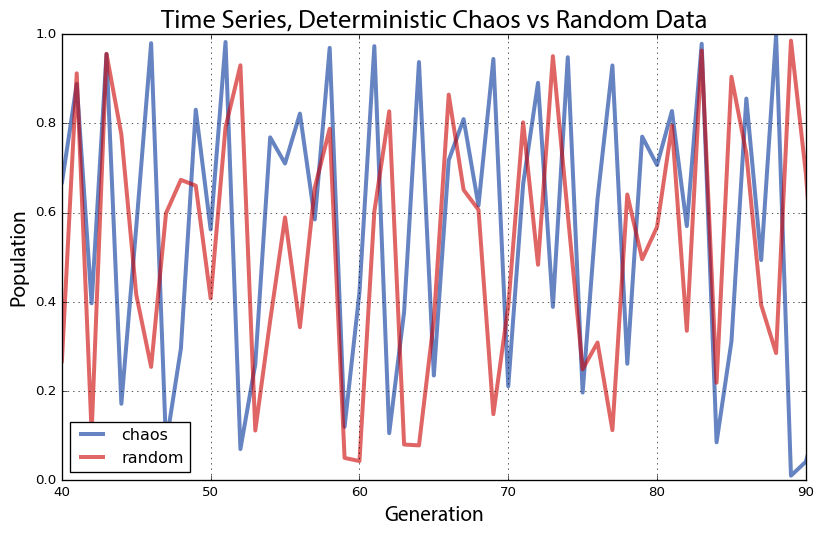 Time Series, Deterministic Chaos vs Random Data
1.0
0.8
0.6
0.4
0.2
0.0
Population
chaos
random
40
50
60
70
80
90
Generation